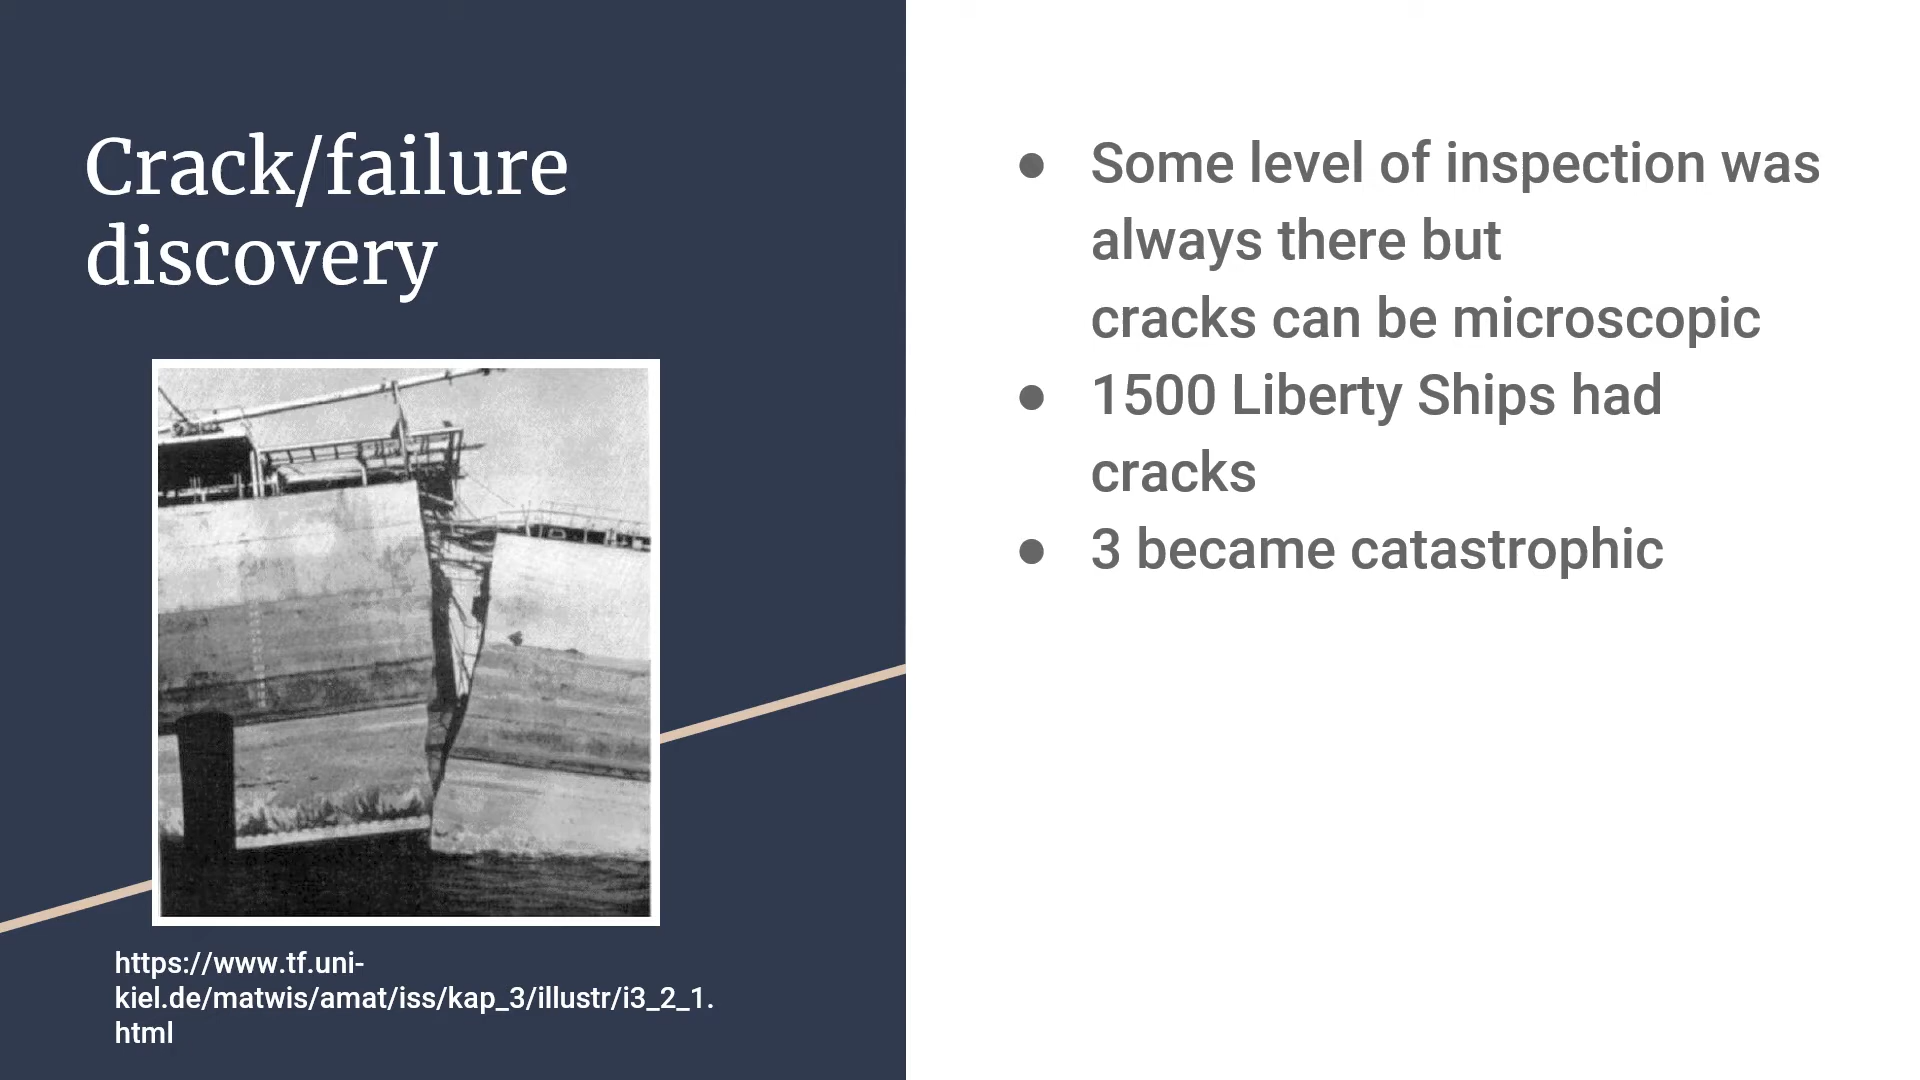 Crack/failure
discovery
https://www.tf.uni-
kiel.de/matwis/amat/iss/kap_3/illustr/i3_2_1.
html
● Some level of inspection was
always there but
cracks can be microscopic
● 1500 Liberty Ships had
cracks
● 3 became catastrophic